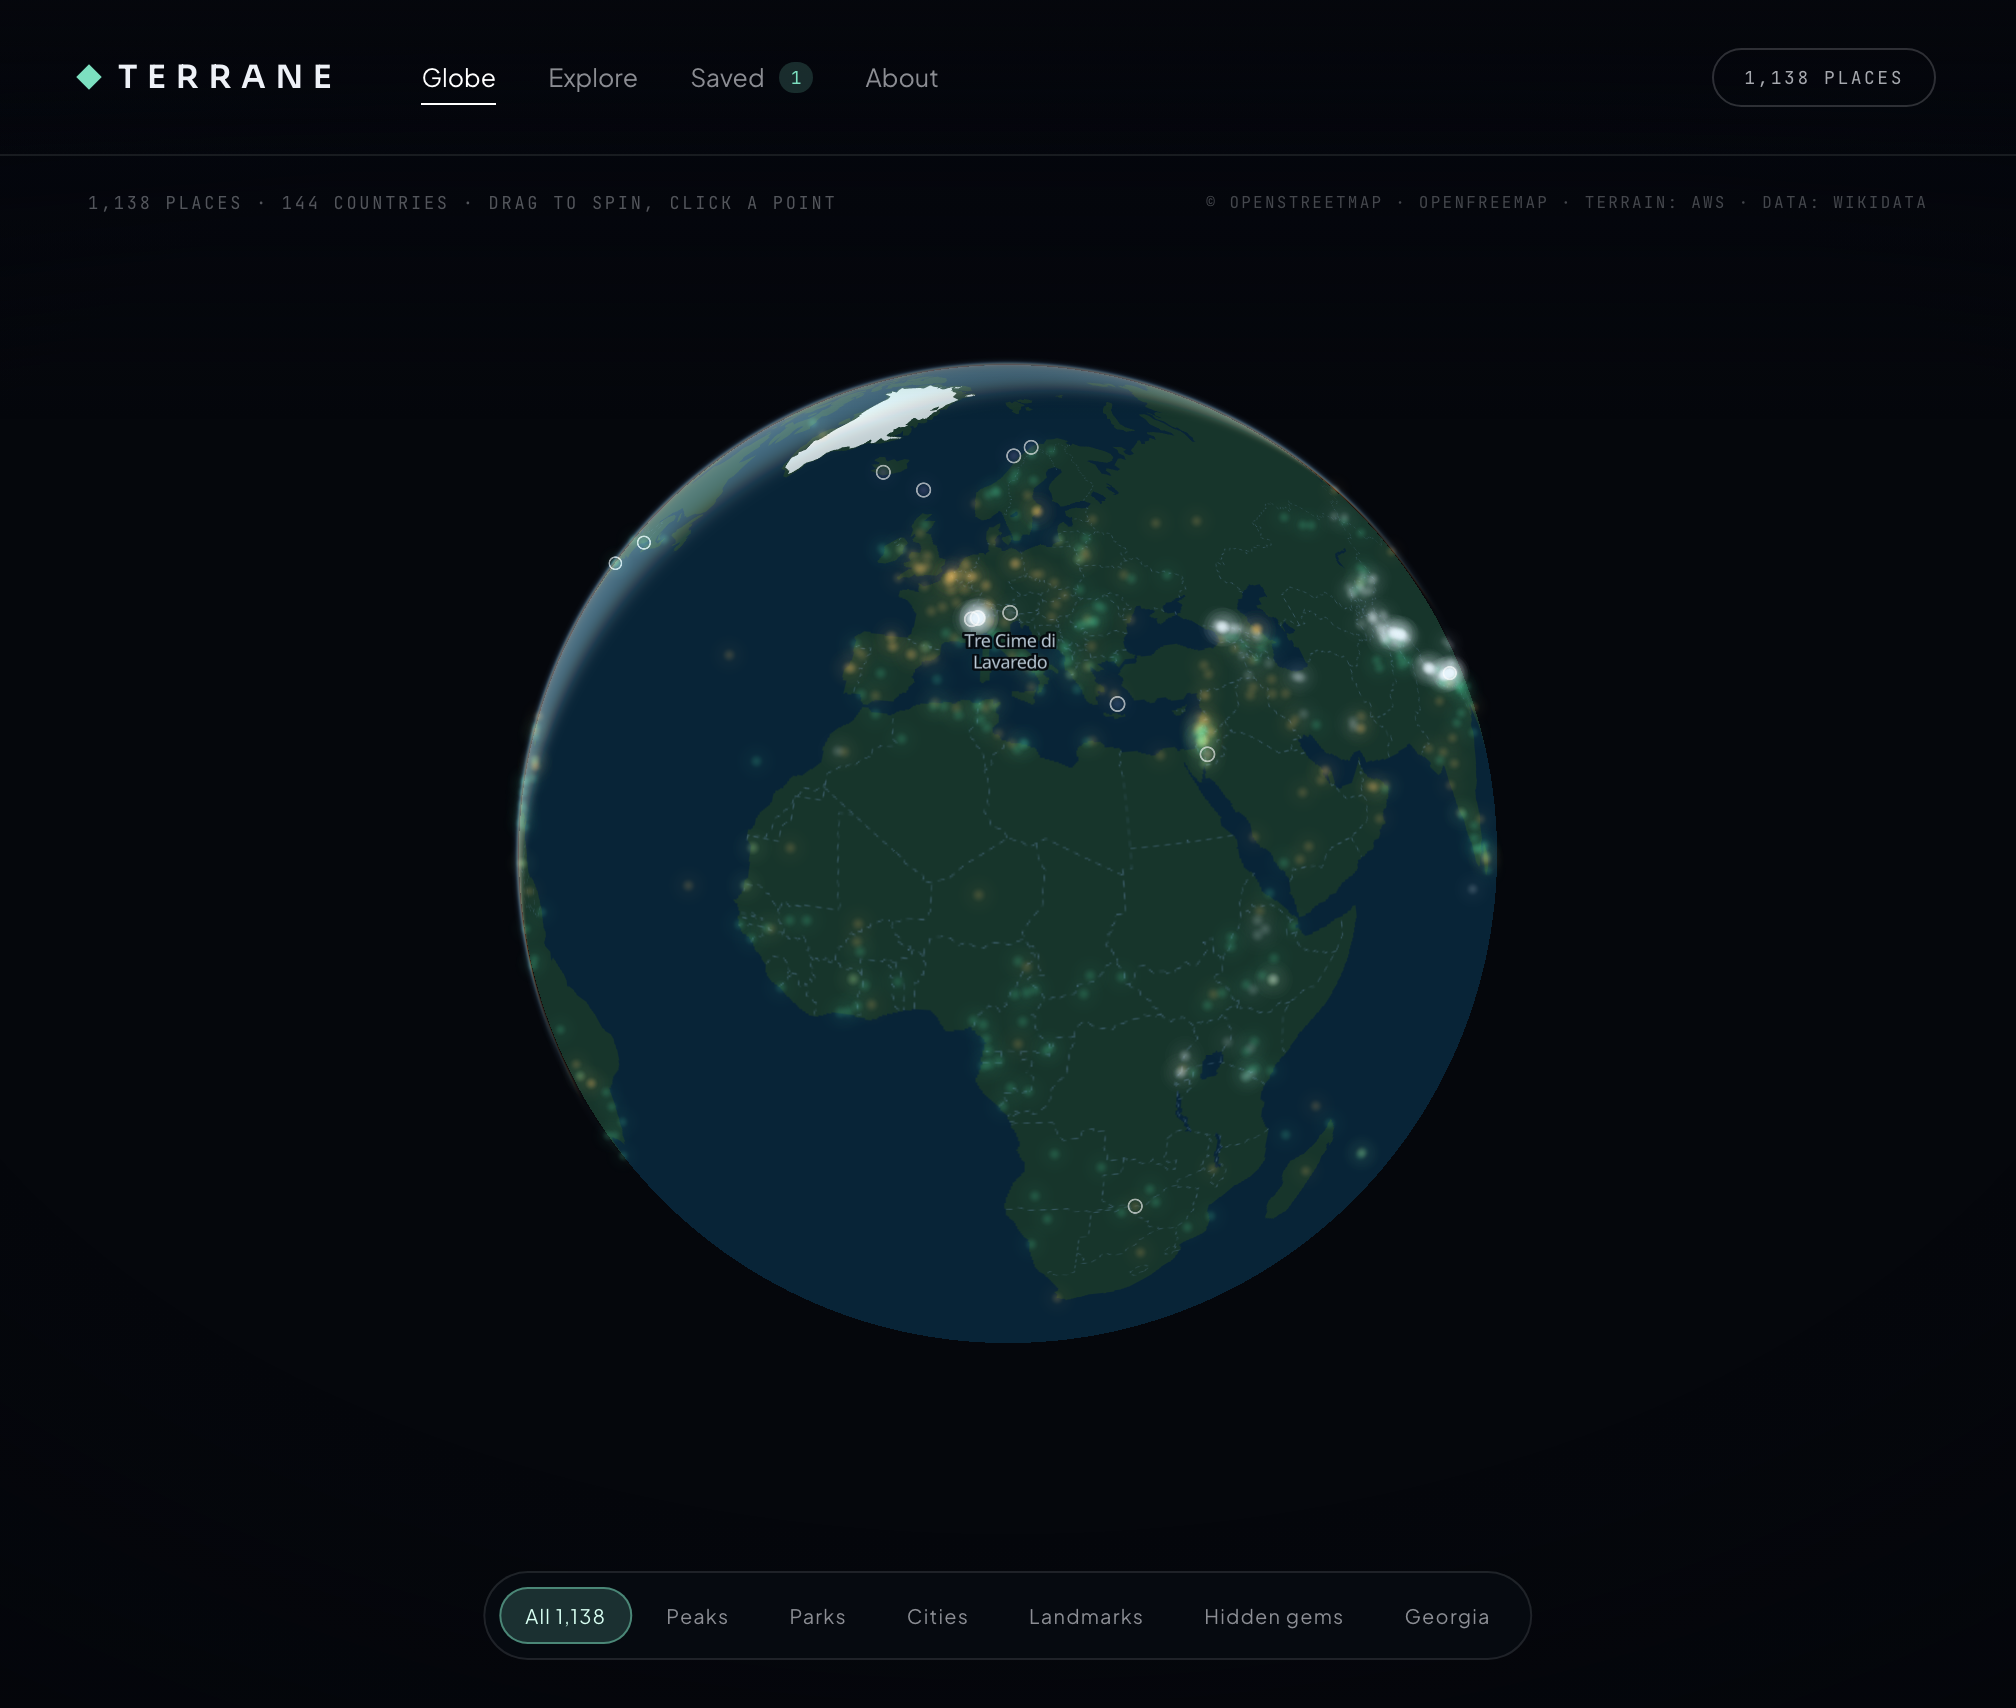 TERRANE
Globe
Explore
Saved 1
About
1,138 PLACES
1,138 PLACES · 144 COUNTRIES · DRAG TO SPIN, CLICK A POINT
© OPENSTREETMAP · OPENFREEMAP · TERRAIN: AWS · DATA: WIKIDATA
Tre Cime di
Lavaredo
All 1,138
Peaks
Parks
Cities
Landmarks
Hidden gems
Georgia